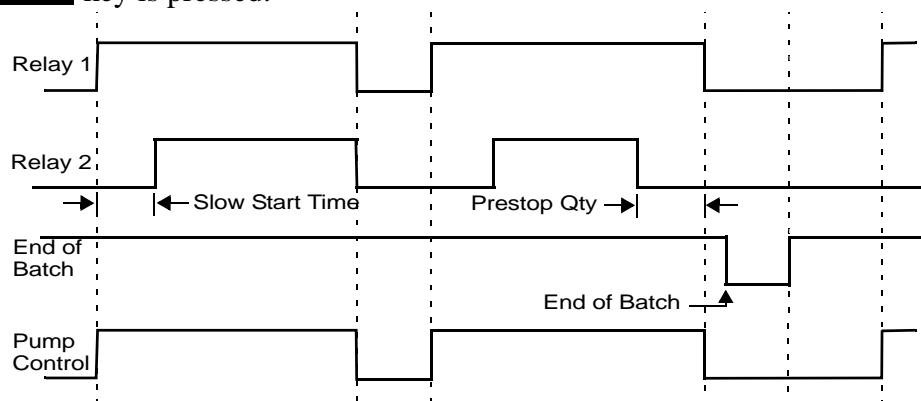 key is pressed.
Relay 1
Relay 2
Slow Start Time
Prestop Qty
End of
Batch
End of Batch
Pump
Control